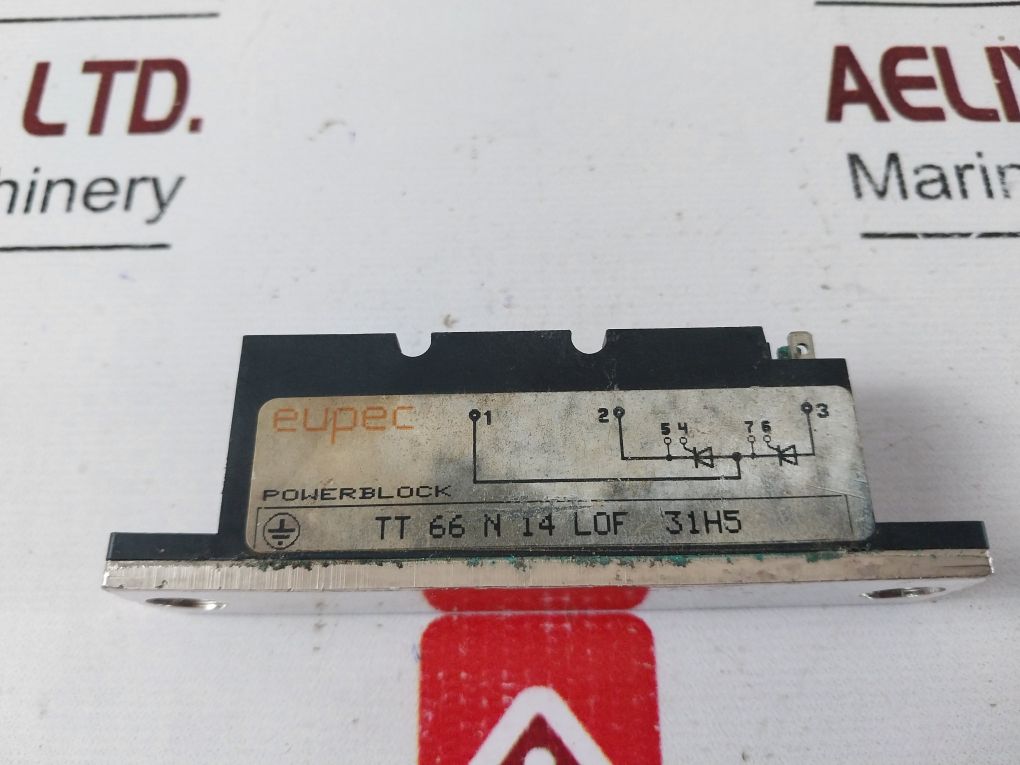 LTD.
AELI
hinery
Marin
eupec
1
2
3
5 4
7 6
POWERBLOCK
TT 66 N 14 LOF 31H5